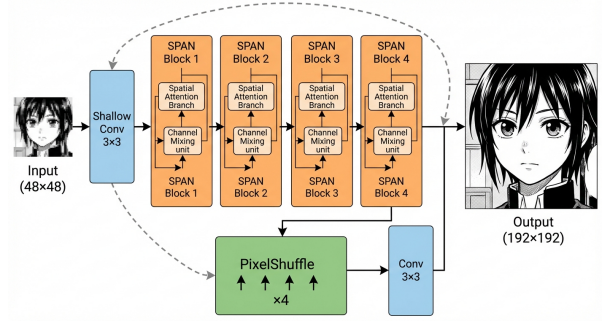 Input
(48×48)
Shallow
Conv
3×3
SPAN
Block 1
Spatial
Attention
Branch
Channel
Mixing
unit
SPAN
Block 1
SPAN
Block 2
Spatial
Attention
Branch
Channel
Mixing
unit
SPAN
Block 2
SPAN
Block 3
Spatial
Attention
Branch
Channel
Mixing
unit
SPAN
Block 3
SPAN
Block 4
Spatial
Attention
Branch
Channel
Mixing
unit
SPAN
Block 4
PixelShuffle
×4
Conv
3×3
Output
(192×192)